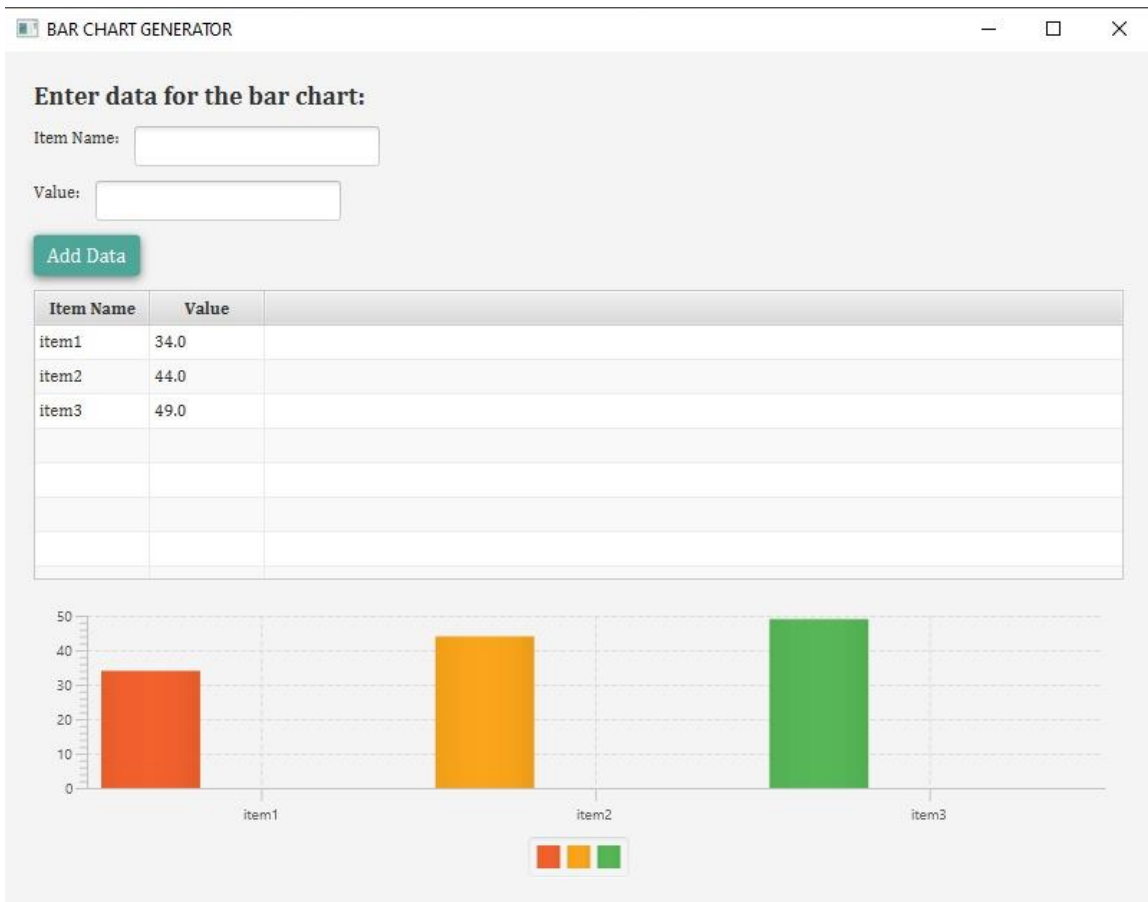 BAR CHART GENERATOR
Enter data for the bar chart:
Item Name:
Value:
Add Data
Item Name Value
item1 34.0
item2 44.0
item3 49.0
50
40
30
20
10
0
item1 item2 item3